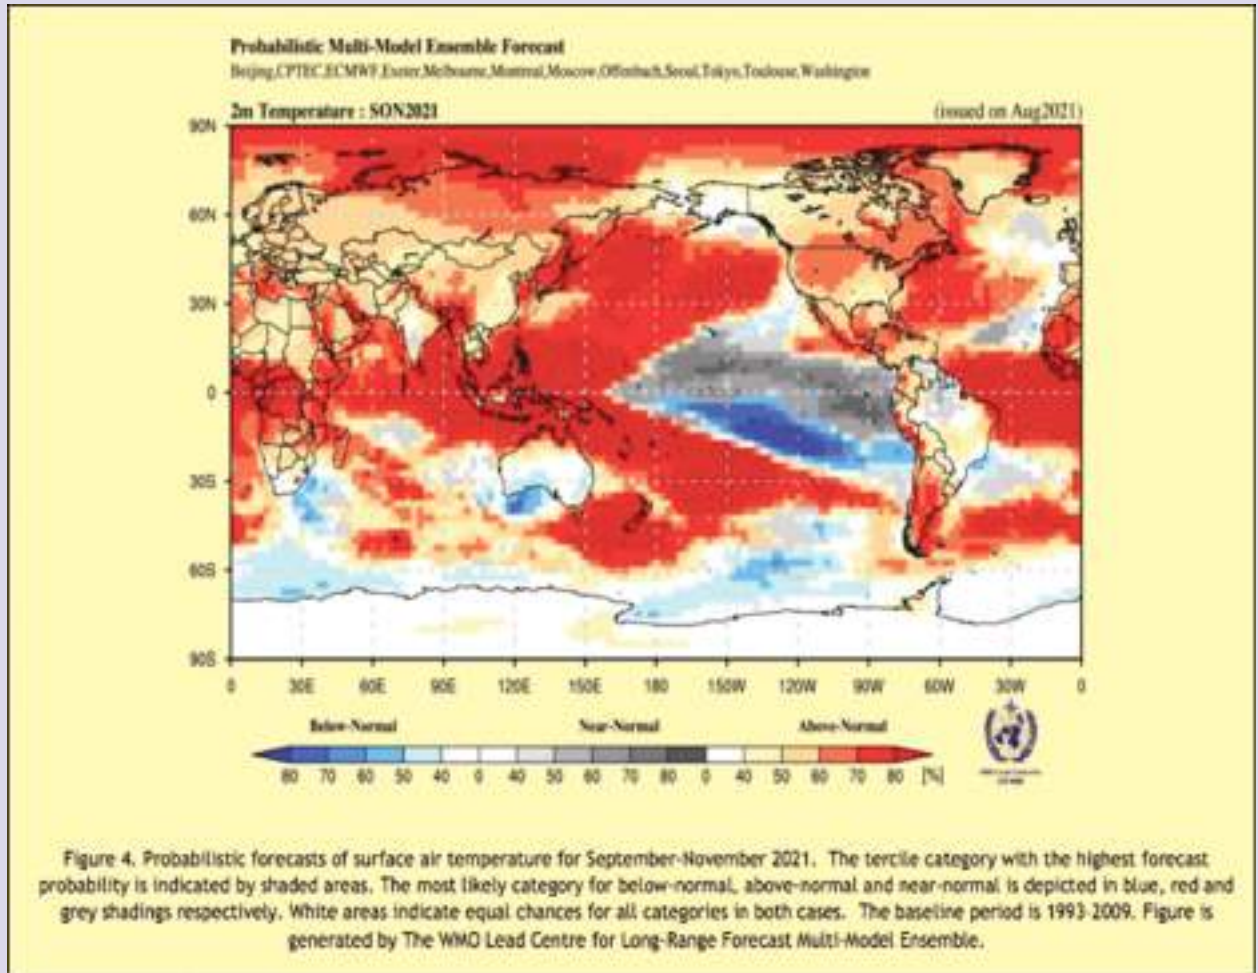 Probabilistic Multi-Model Ensemble Forecast
Beijing,CPTEC,ECMWF,Exeter,Melbourne,Montreal,Moscow,Offenbach,Seoul,Tokyo,Toulouse,Washington
2m Temperature : SON2021 (issued on Aug2021)
90N
60N
30N
0
30S
60S
90S
0 30E 60E 90E 120E 150E 180 150W 120W 90W 60W 30W 0
Below-Normal Near-Normal Above-Normal
80 70 60 50 40 0 40 50 60 70 80 0 40 50 60 70 80 [%]
Figure 4. Probabilistic forecasts of surface air temperature for September-November 2021. The tercile category with the highest forecast
probability is indicated by shaded areas. The most likely category for below-normal, above-normal and near-normal is depicted in blue, red and
grey shadings respectively. White areas indicate equal chances for all categories in both cases. The baseline period is 1993-2009. Figure is
generated by The WMO Lead Centre for Long-Range Forecast Multi-Model Ensemble.